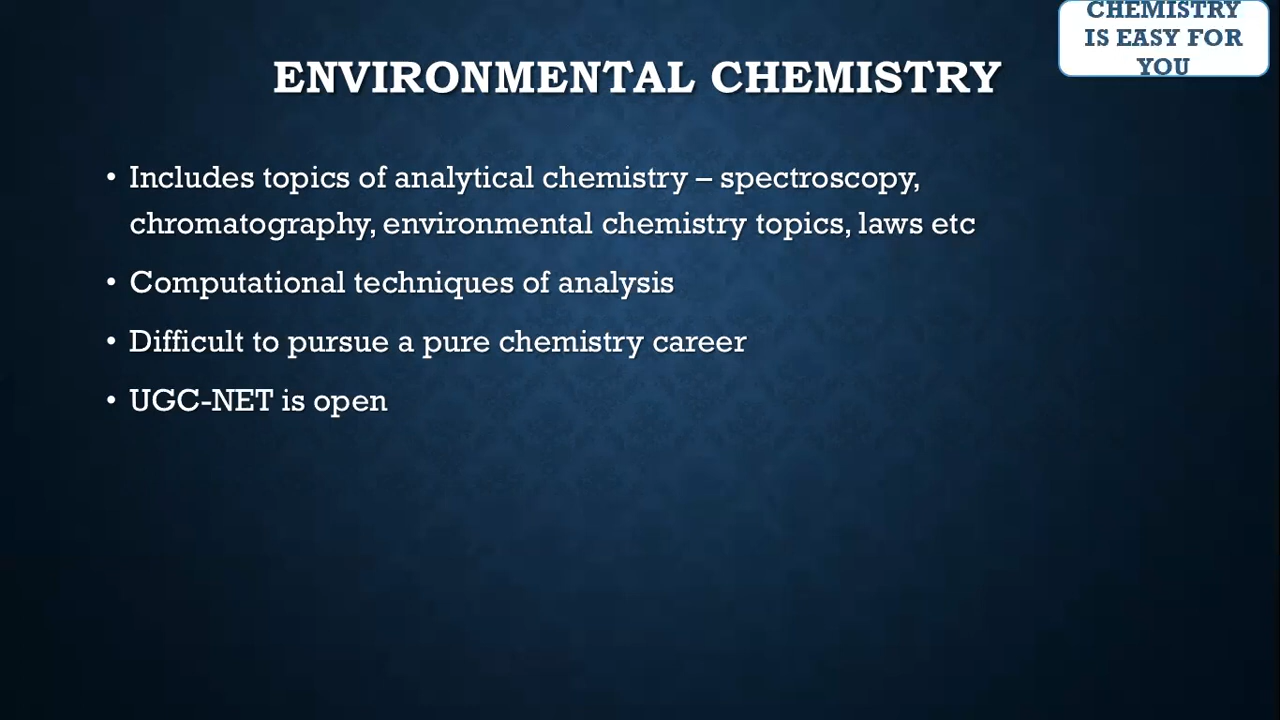 CHEMISTRY
IS EASY FOR
YOU
ENVIRONMENTAL CHEMISTRY
• Includes topics of analytical chemistry – spectroscopy,
chromatography, environmental chemistry topics, laws etc
• Computational techniques of analysis
• Difficult to pursue a pure chemistry career
• UGC-NET is open